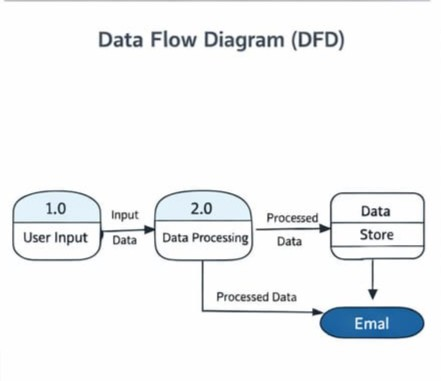 Data Flow Diagram (DFD)
1.0
User Input
Input
Data
2.0
Data Processing
Processed
Data
Data
Store
Processed Data
Emal